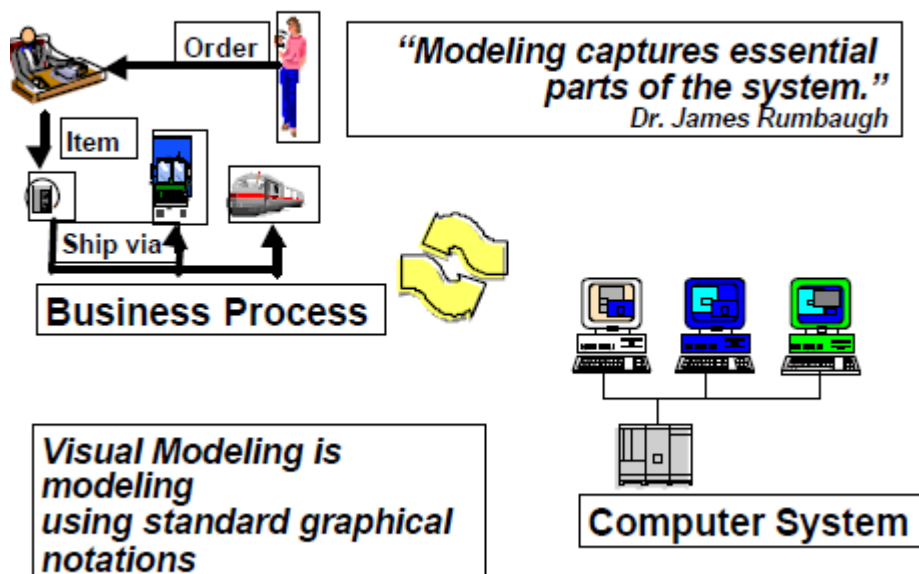 Order
“Modeling captures essential
parts of the system.”
Dr. James Rumbaugh
Item
Ship via
Business Process
Visual Modeling is
modeling
using standard graphical
notations
Computer System